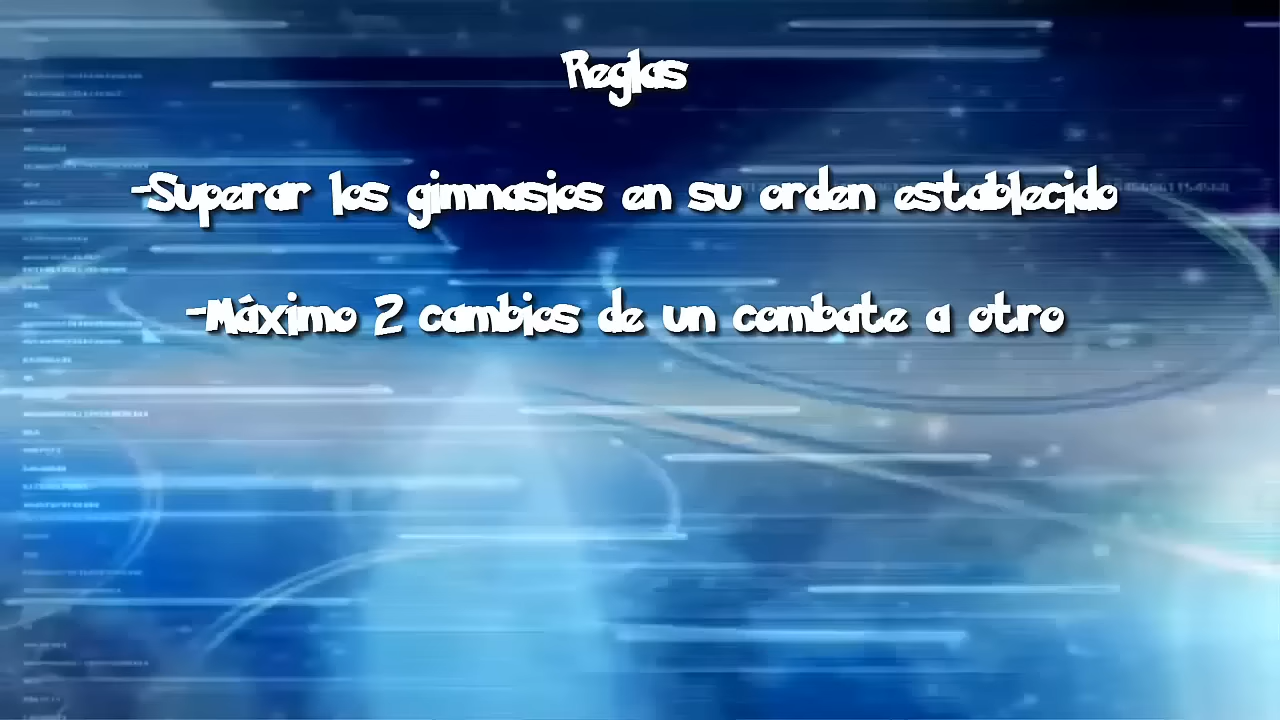 Reglas
-Superar los gimnasios en su orden establecido
-Máximo 2 cambios de un combate a otro